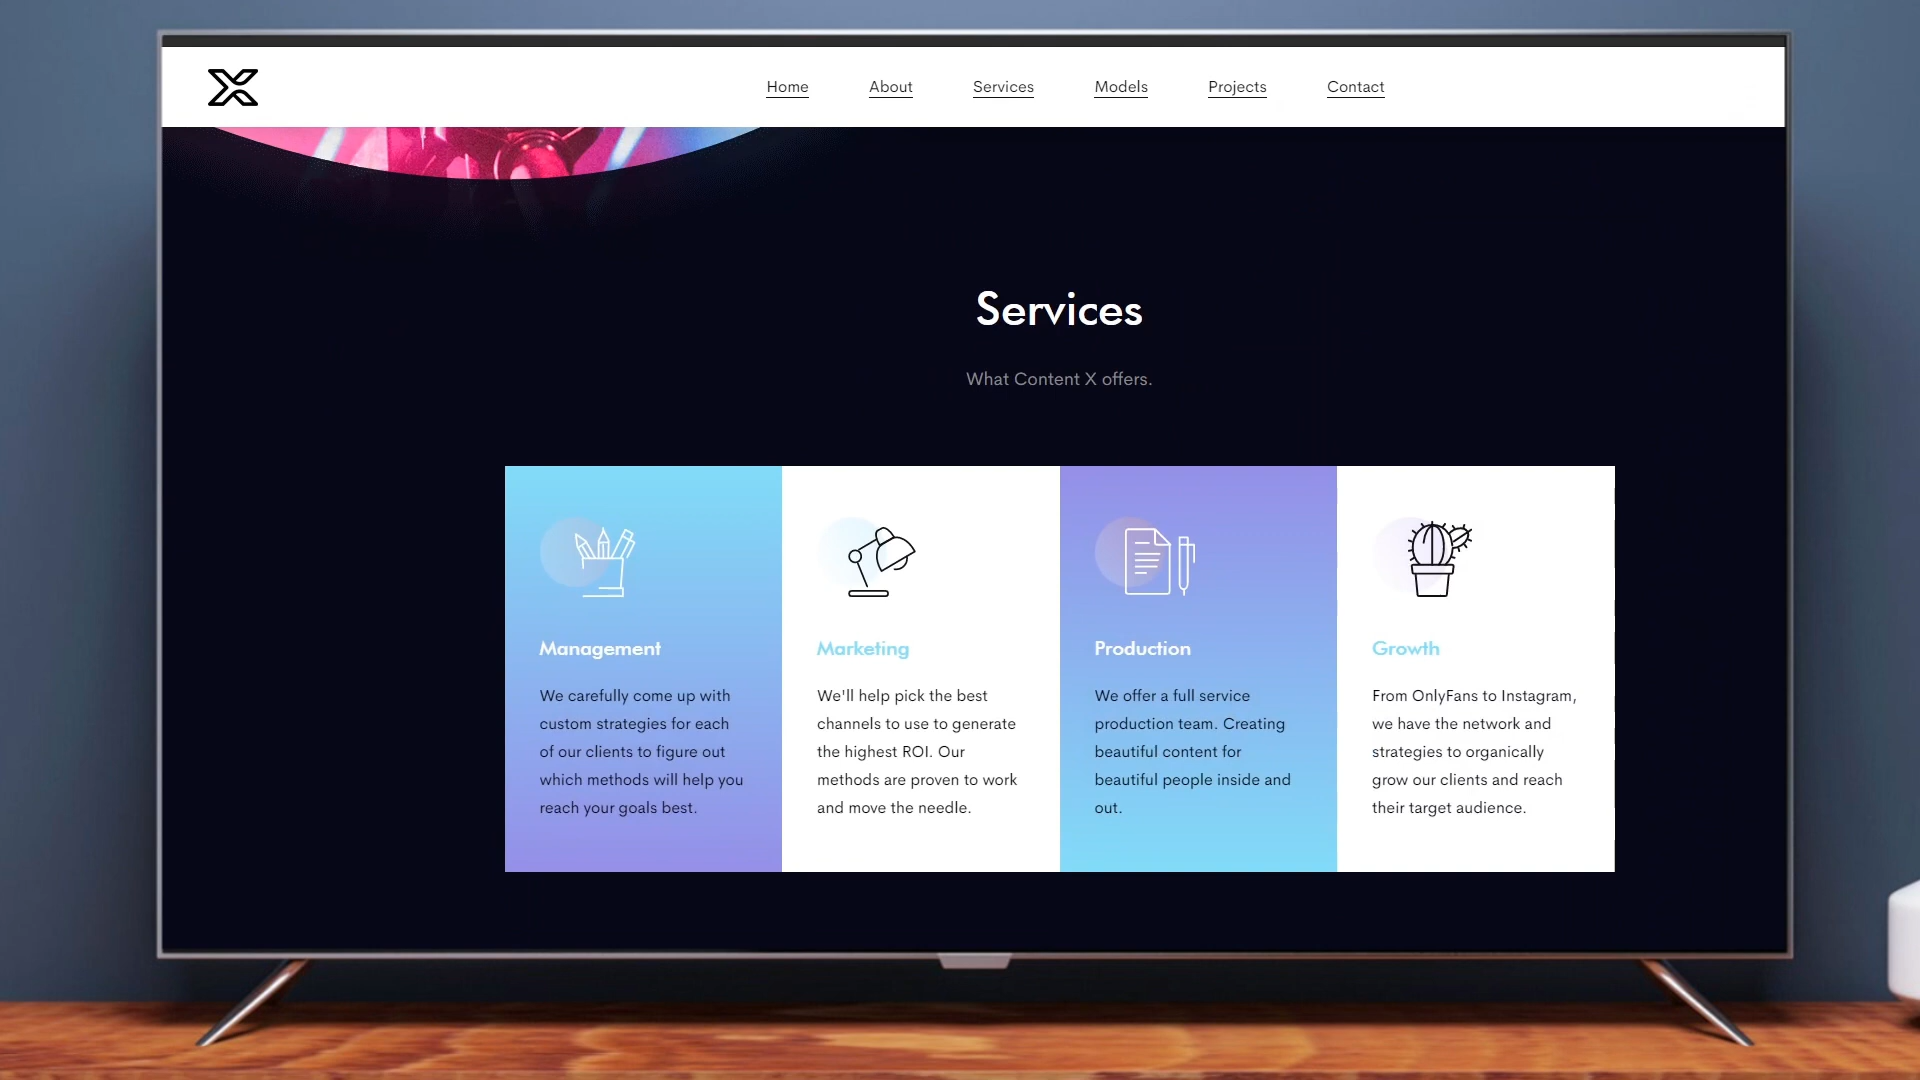 Home About Services Models Projects Contact
Services
What Content X offers.
Management
We carefully come up with
custom strategies for each
of our clients to figure out
which methods will help you
reach your goals best.
Marketing
We'll help pick the best
channels to use to generate
the highest ROI. Our
methods are proven to work
and move the needle.
Production
We offer a full service
production team. Creating
beautiful content for
beautiful people inside and
out.
Growth
From OnlyFans to Instagram,
we have the network and
strategies to organically
grow our clients and reach
their target audience.